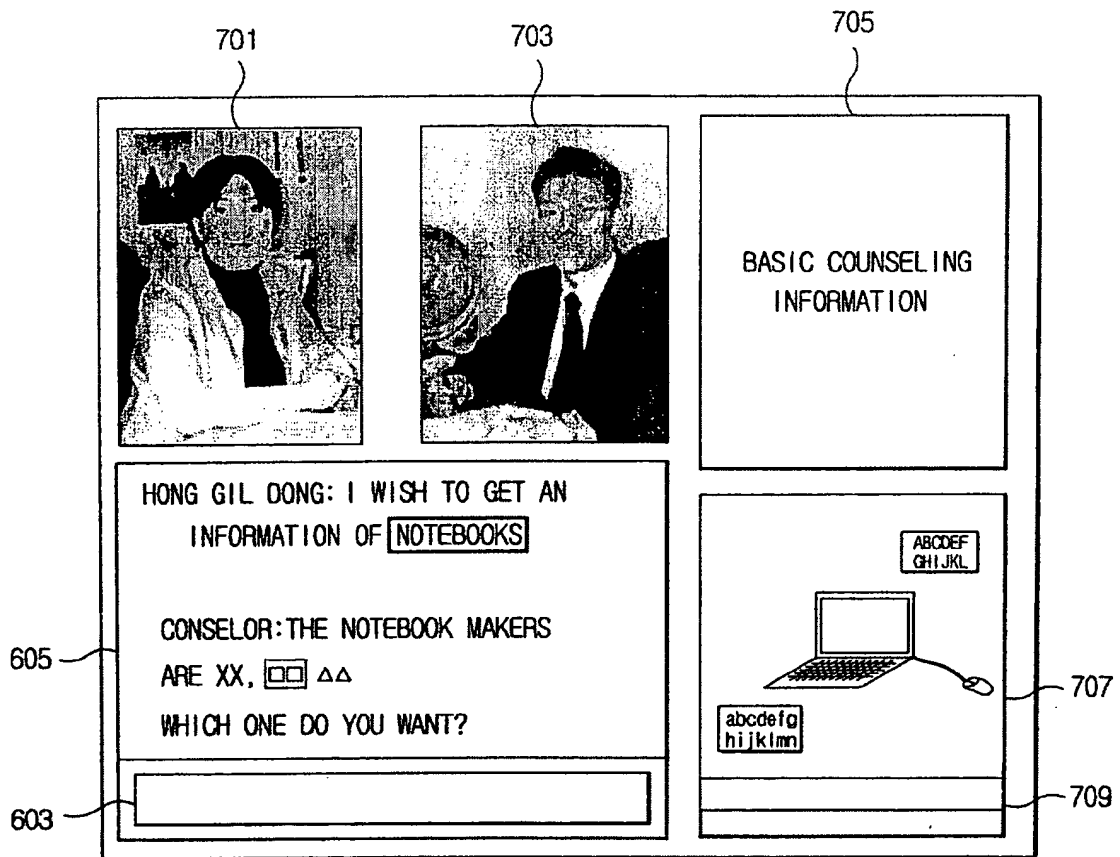 701
703
705
BASIC COUNSELING
INFORMATION
HONG GIL DONG: I WISH TO GET AN
INFORMATION OF NOTEBOOKS
CONSELOR:THE NOTEBOOK MAKERS
ARE XX, □□ △△
WHICH ONE DO YOU WANT?
605
603
ABCDEF
GHIJKL
abcdefg
hijklmn
707
709